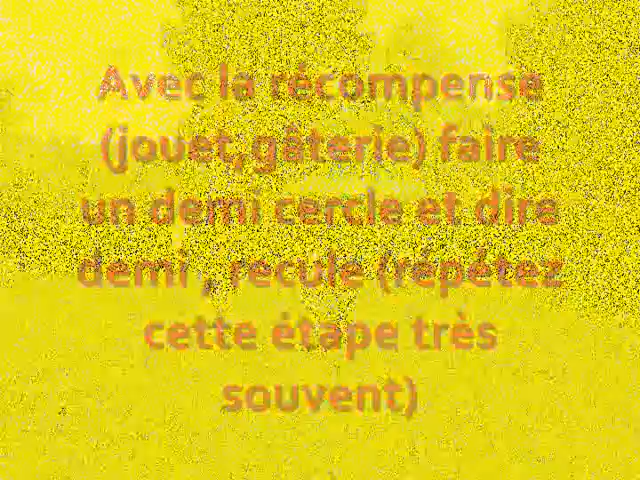 Avec la récompense
(jouet,gâterie) faire
un demi cercle et dire
demi , recule (répétez
cette étape très
souvent)